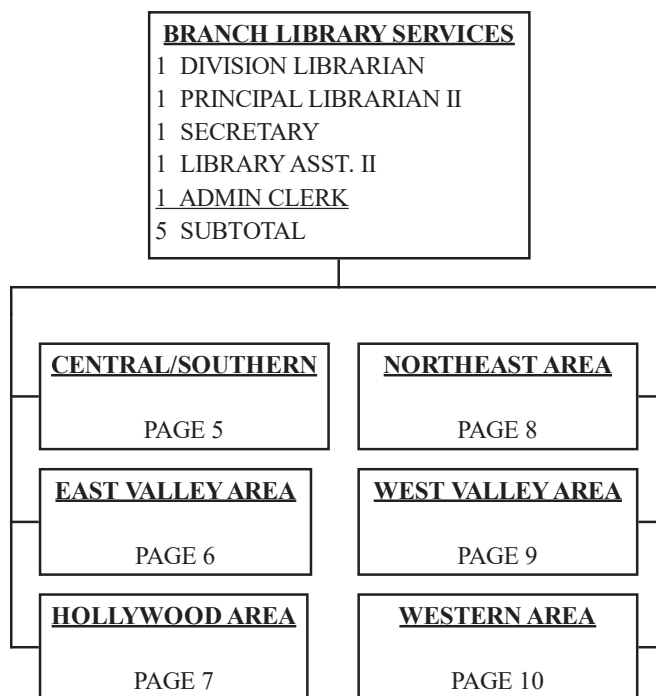 BRANCH LIBRARY SERVICES
1 DIVISION LIBRARIAN
1 PRINCIPAL LIBRARIAN II
1 SECRETARY
1 LIBRARY ASST. II
1 ADMIN CLERK
5 SUBTOTAL
CENTRAL/SOUTHERN
PAGE 5
NORTHEAST AREA
PAGE 8
EAST VALLEY AREA
PAGE 6
WEST VALLEY AREA
PAGE 9
HOLLYWOOD AREA
PAGE 7
WESTERN AREA
PAGE 10